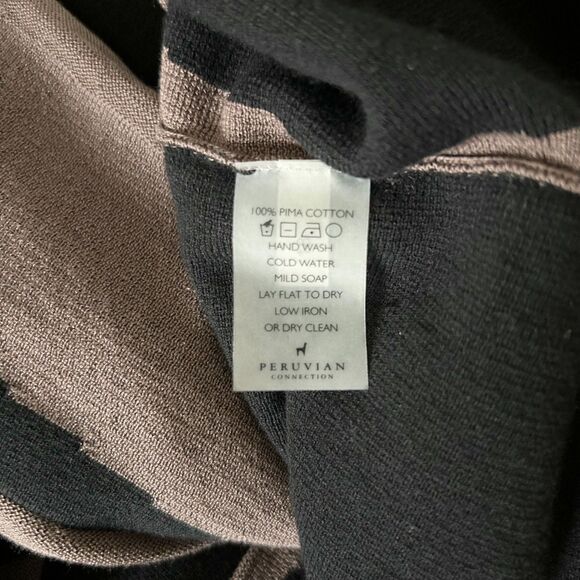 100% PIMA COTTON
HAND WASH
COLD WATER
MILD SOAP
LAY FLAT TO DRY
LOW IRON
OR DRY CLEAN
PERUVIAN
CONNECTION